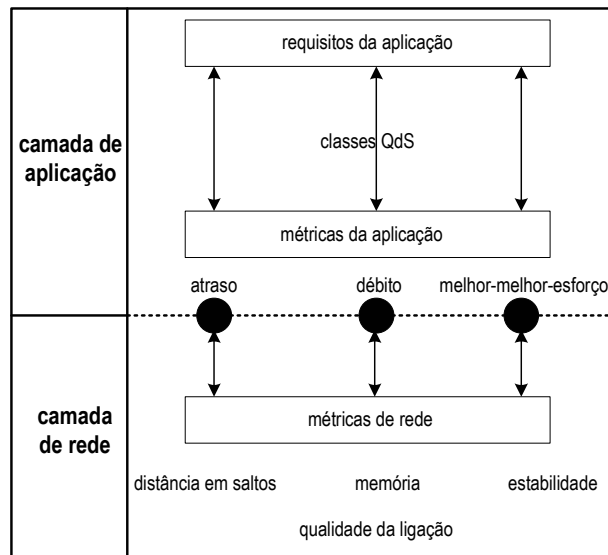 requisitos da aplicação
camada de
aplicação
classes QdS
métricas da aplicação
atraso
débito
melhor-melhor-esforço
camada
de rede
métricas de rede
distância em saltos
memória
estabilidade
qualidade da ligação